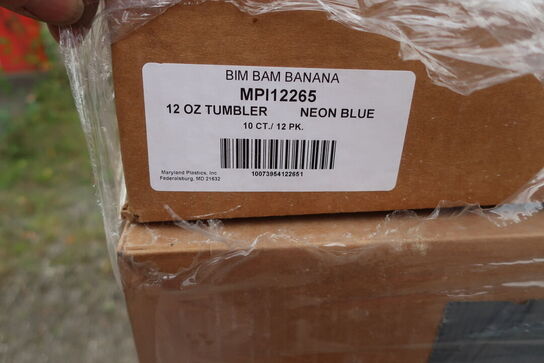 BIM BAM BANANA
MPI12265
12 OZ TUMBLER NEON BLUE
10 CT./ 12 PK.
Maryland Plastics, Inc
Federalsburg, MD 21632
10073954122651